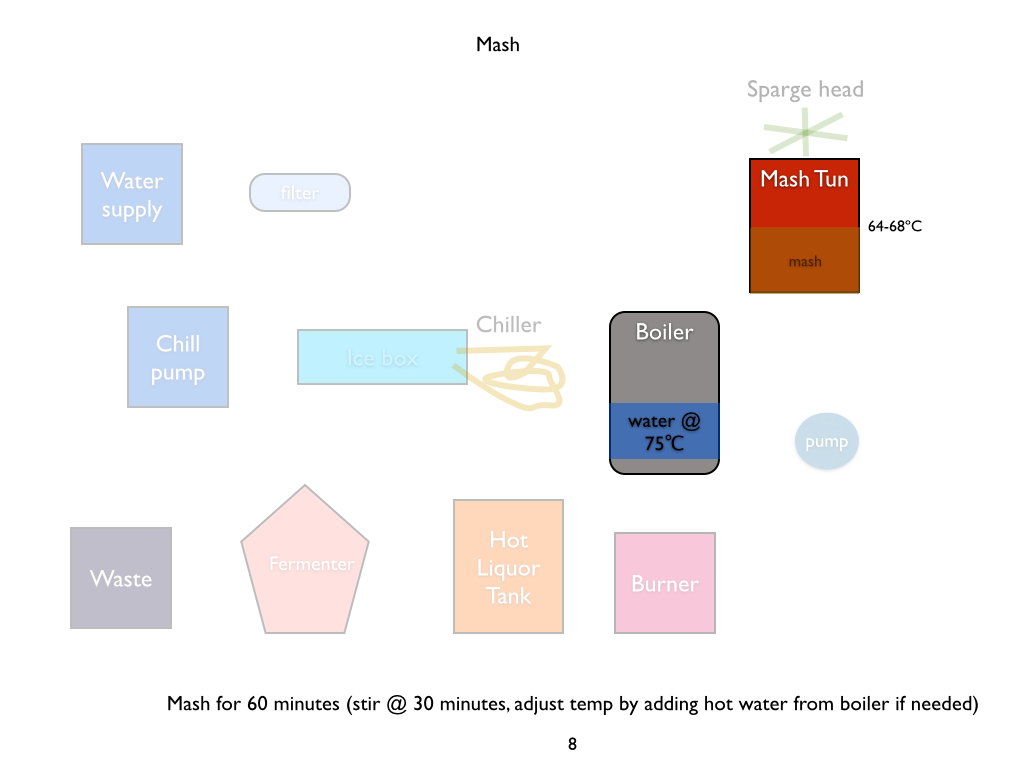 Mash
Sparge head
Water
supply
filter
Mash Tun
64-68°C
mash
Chill
pump
Ice box
Chiller
Boiler
water @
75℃
pump
Waste
Fermenter
Hot
Liquor
Tank
Burner
Mash for 60 minutes (stir @ 30 minutes, adjust temp by adding hot water from boiler if needed)
8